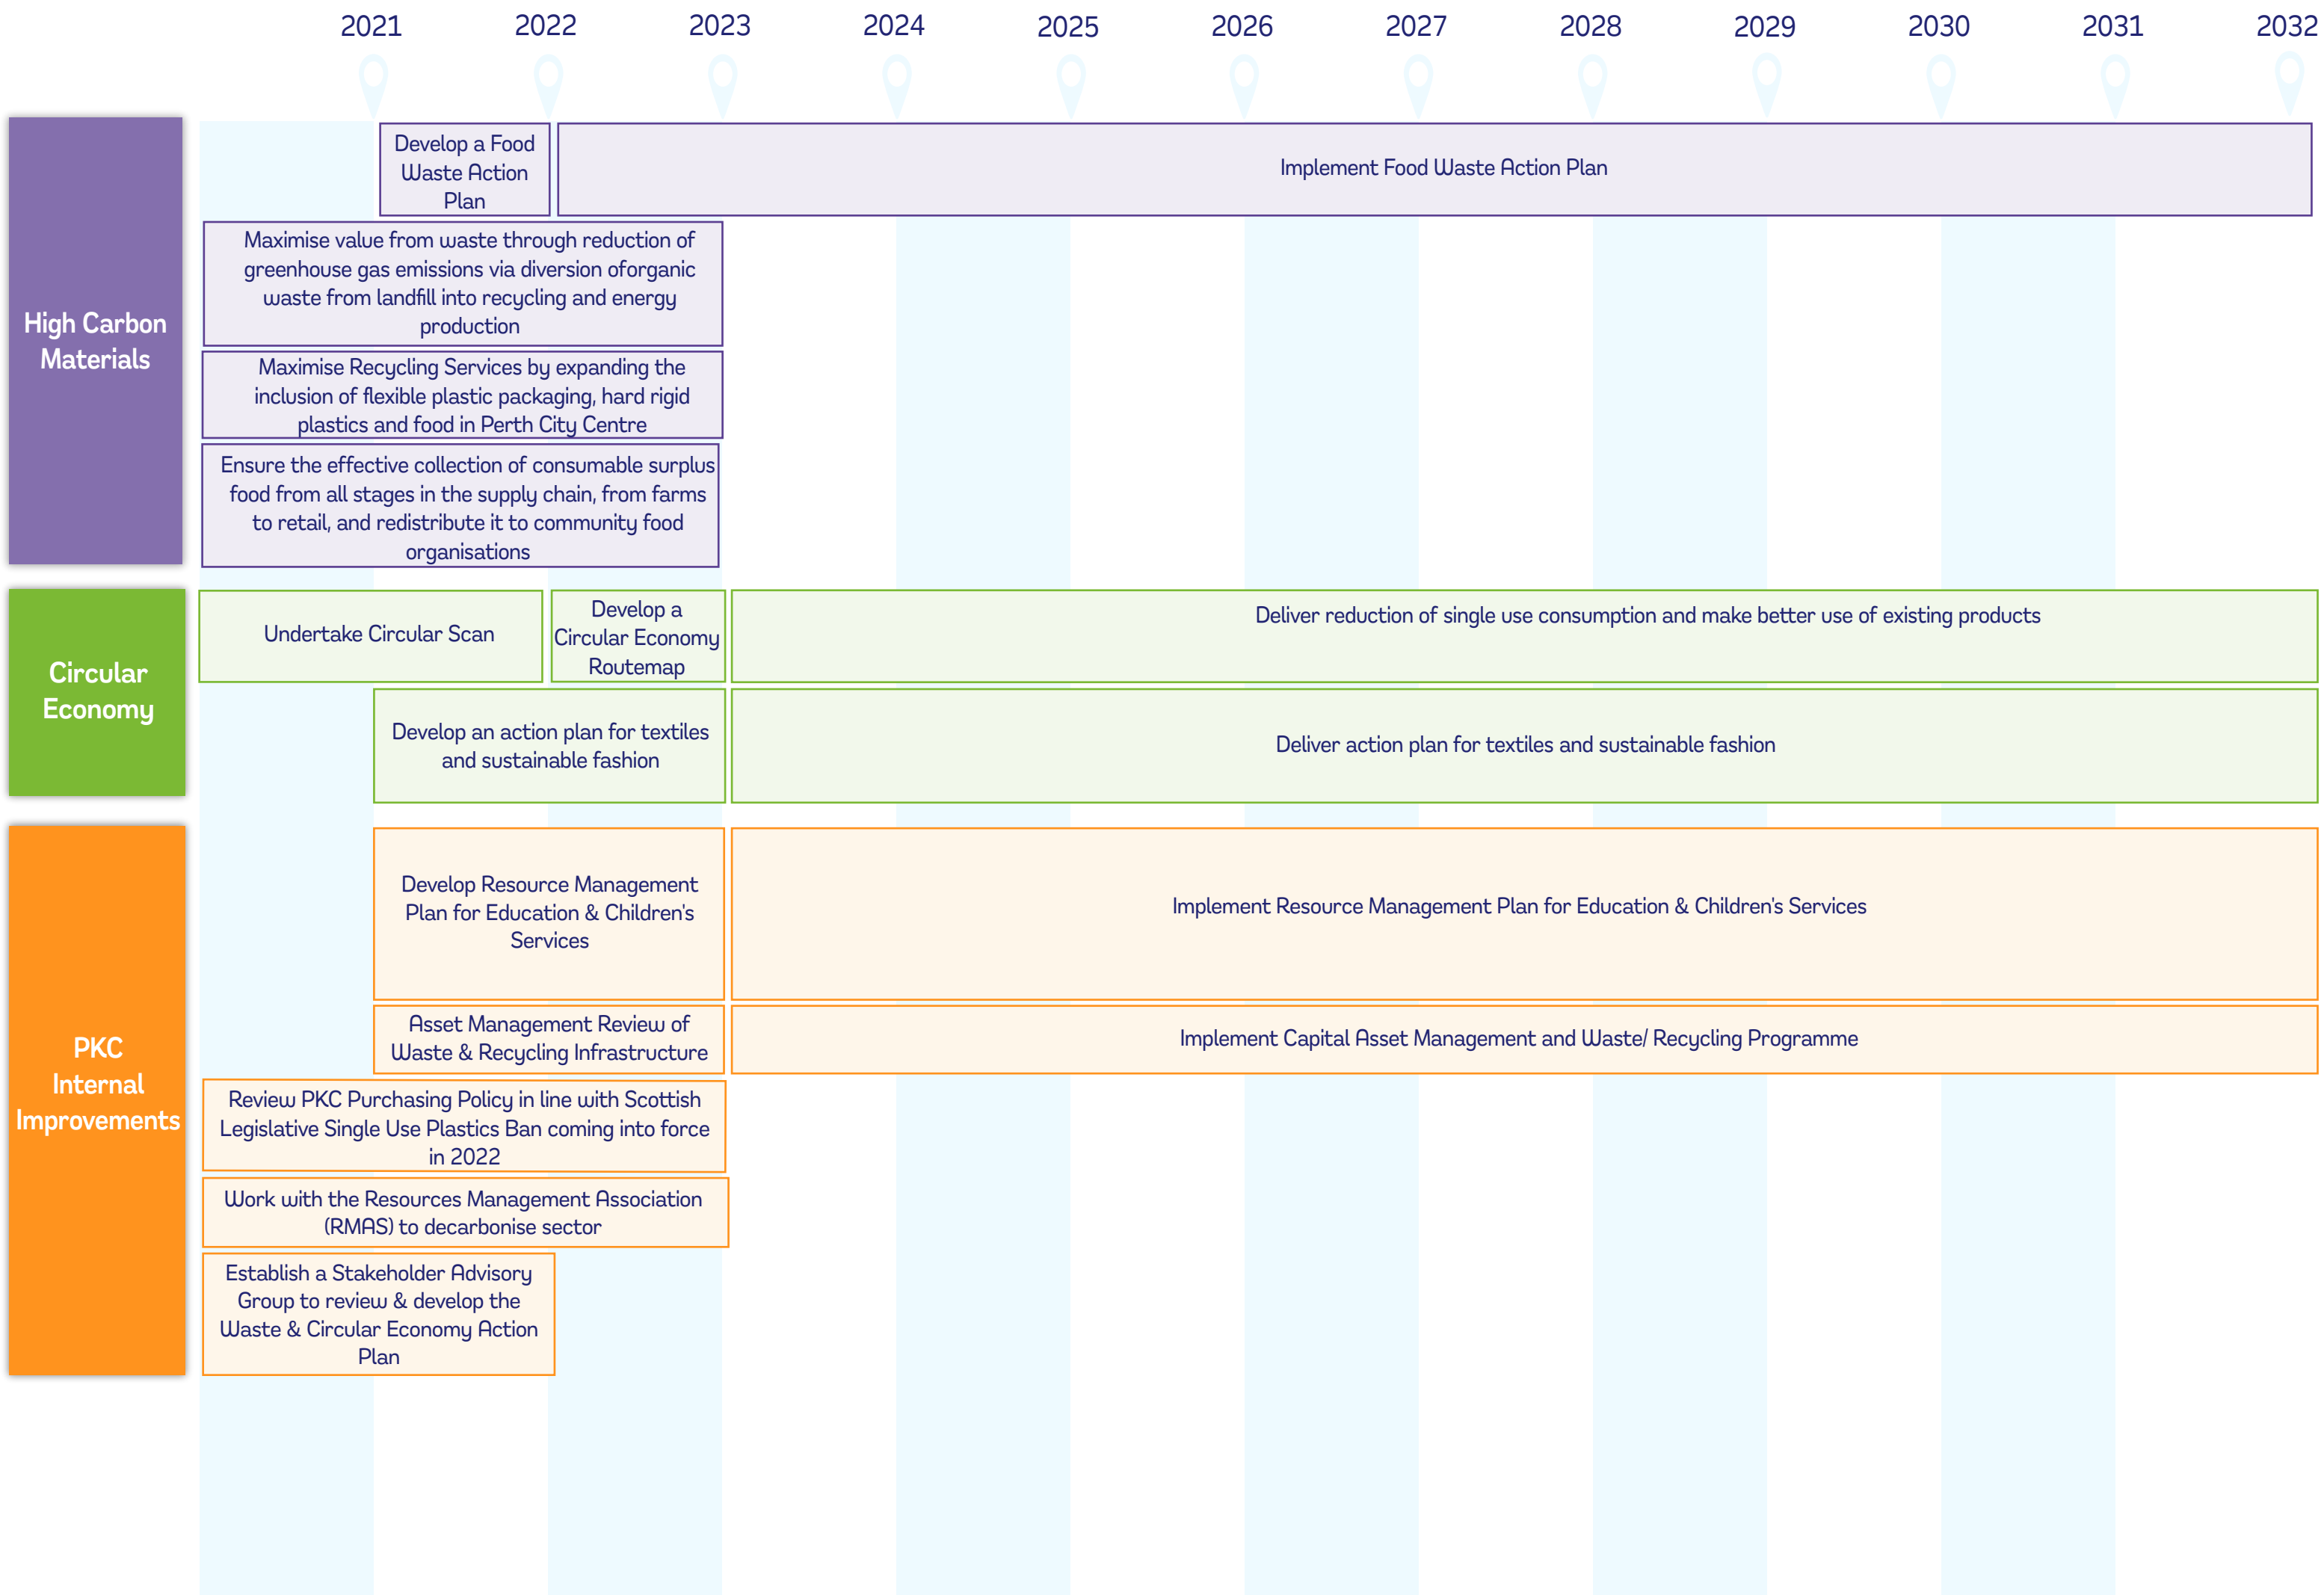 2021 2022 2023 2024 2025 2026 2027 2028 2029 2030 2031 2032
High Carbon
Materials
Develop a Food
Waste Action
Plan
Implement Food Waste Action Plan
Maximise value from waste through reduction of
greenhouse gas emissions via diversion oforganic
waste from landfill into recycling and energy
production
Maximise Recycling Services by expanding the
inclusion of flexible plastic packaging, hard rigid
plastics and food in Perth City Centre
Ensure the effective collection of consumable surplus
food from all stages in the supply chain, from farms
to retail, and redistribute it to community food
organisations
Circular
Economy
Undertake Circular Scan
Develop a
Circular Economy
Routemap
Deliver reduction of single use consumption and make better use of existing products
Develop an action plan for textiles
and sustainable fashion
Deliver action plan for textiles and sustainable fashion
PKC
Internal
Improvements
Develop Resource Management
Plan for Education & Children's
Services
Implement Resource Management Plan for Education & Children's Services
Asset Management Review of
Waste & Recycling Infrastructure
Implement Capital Asset Management and Waste/ Recycling Programme
Review PKC Purchasing Policy in line with Scottish
Legislative Single Use Plastics Ban coming into force
in 2022
Work with the Resources Management Association
(RMAS) to decarbonise sector
Establish a Stakeholder Advisory
Group to review & develop the
Waste & Circular Economy Action
Plan